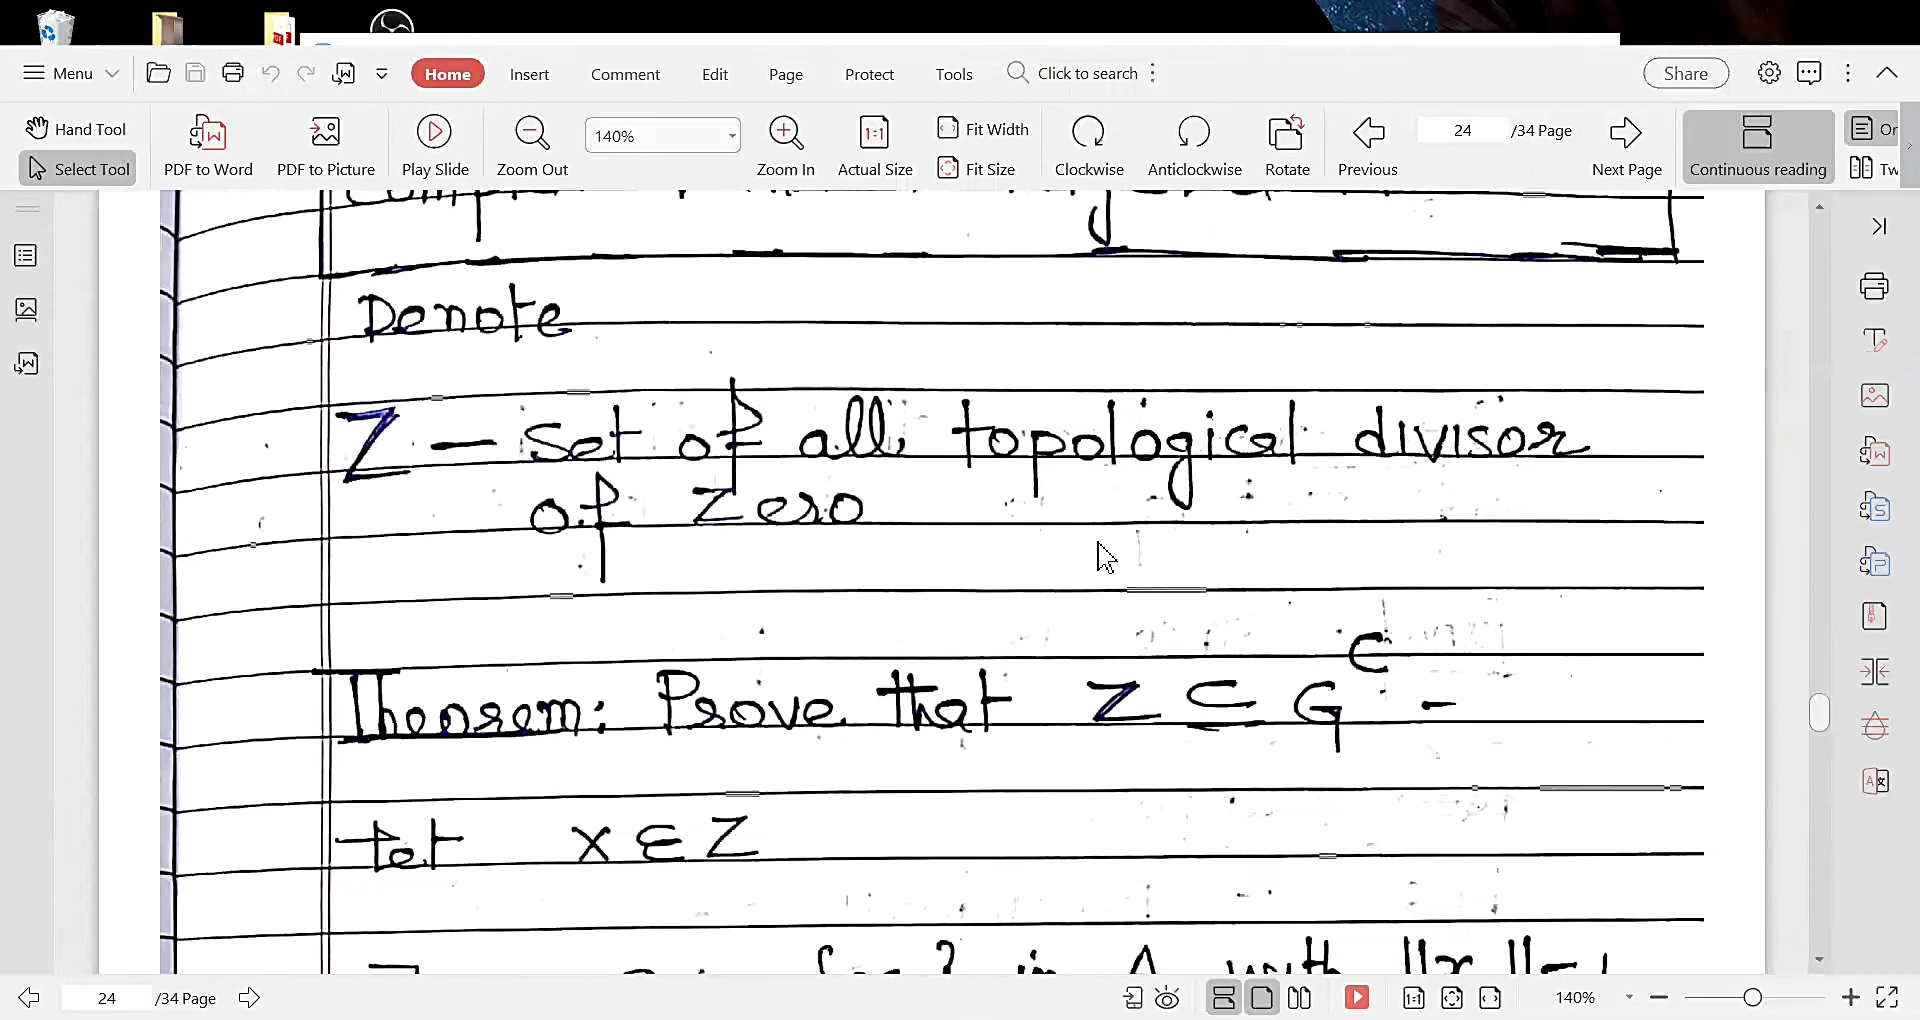 Menu Home Insert Comment Edit Page Protect Tools Click to search Share
Hand Tool
Select Tool
PDF to Word PDF to Picture Play Slide Zoom Out 140% Zoom In Actual Size
Fit Width
Fit Size
Clockwise Anticlockwise Rotate Previous 24 /34 Page Next Page Continuous reading
Denote
Z - Set of all topological divisor
of Zero
Theorem: Prove that Z ⊆ G^c -
Let x ∈ Z
in A with
24 /34 Page 140%